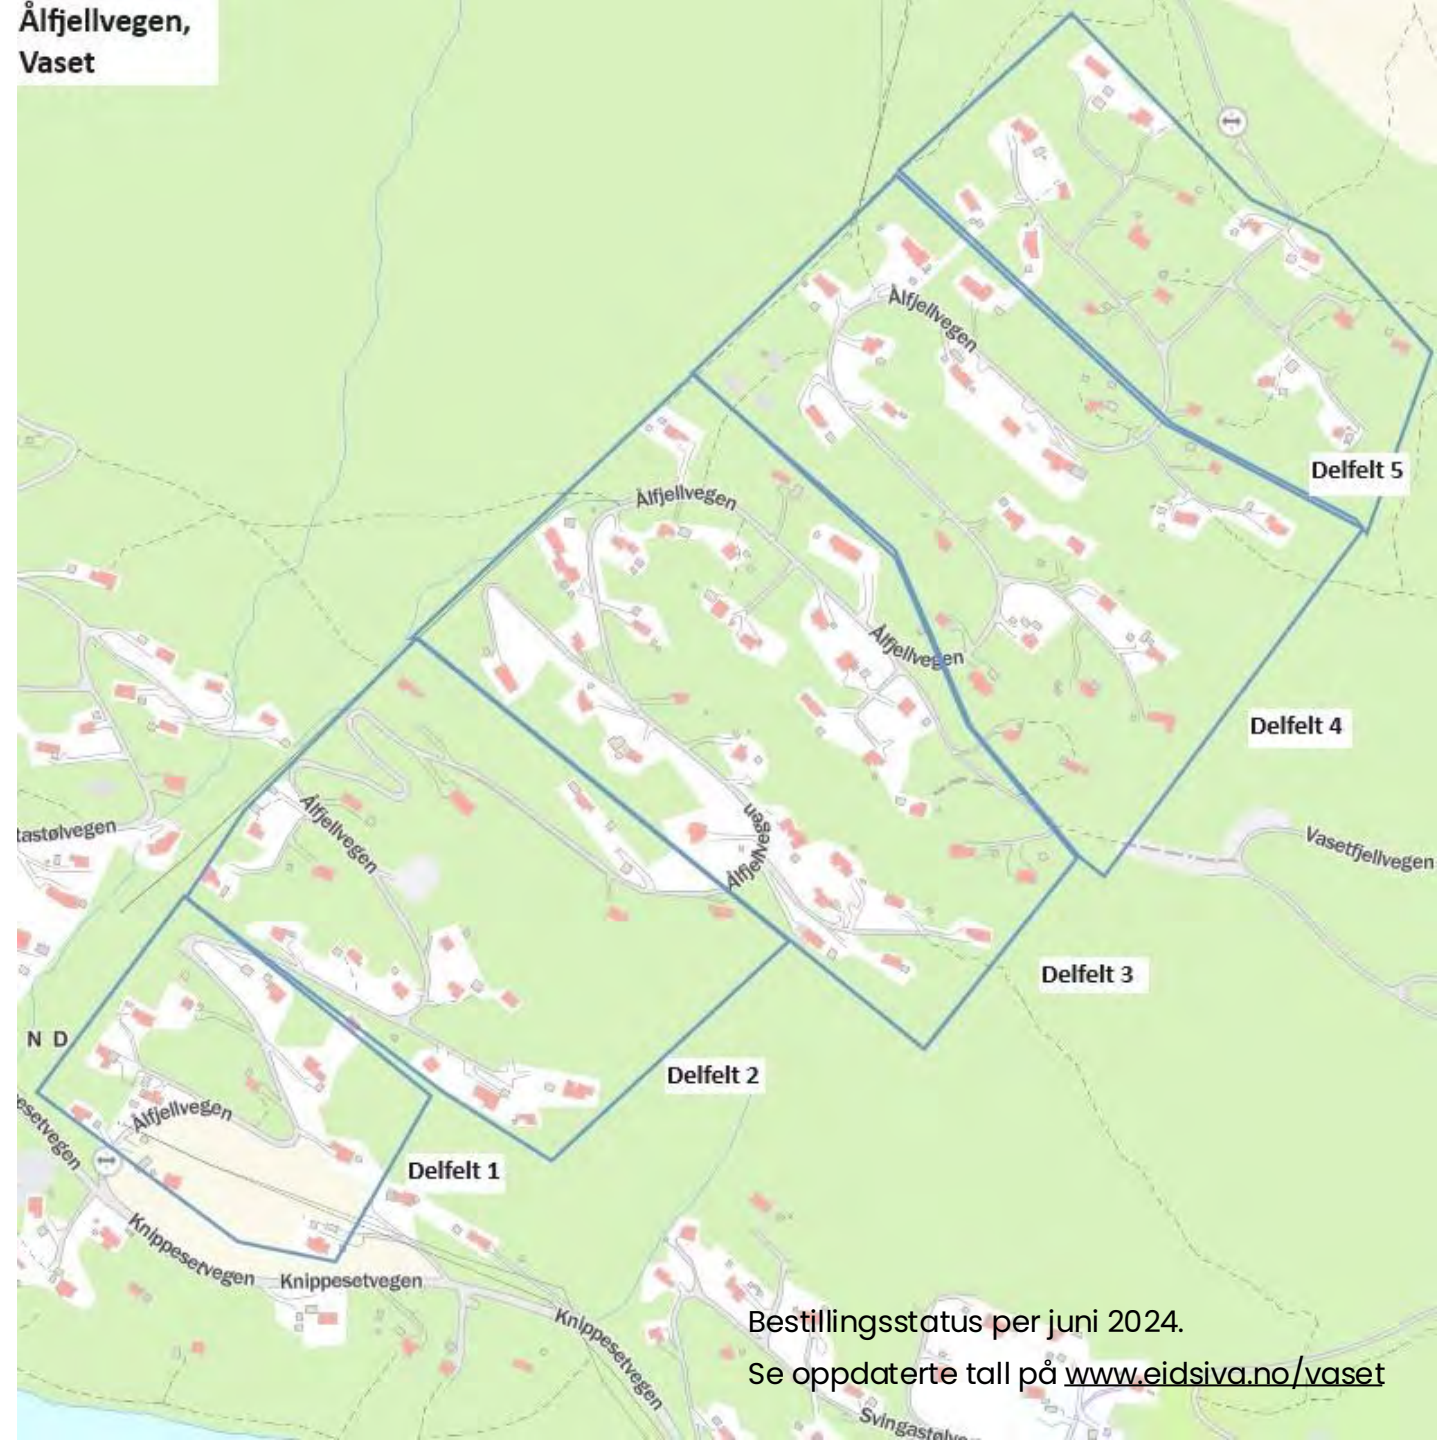 Ålfjellvegen,
Vaset
Ålfjellvegen
Delfelt 5
Ålfjellvegen
Ålfjellvegen
Delfelt 4
Ålfjellvegen
tastølvegen
Ålfjellvegen
Vasetfjellvegen
Delfelt 3
N D
Delfelt 2
esetvegen
Ålfjellvegen
Delfelt 1
Knippesetvegen
Knippesetvegen
Knippesetvegen
Bestillingsstatus per juni 2024.
Se oppdaterte tall på www.eidsiva.no/vaset
Svingastølve